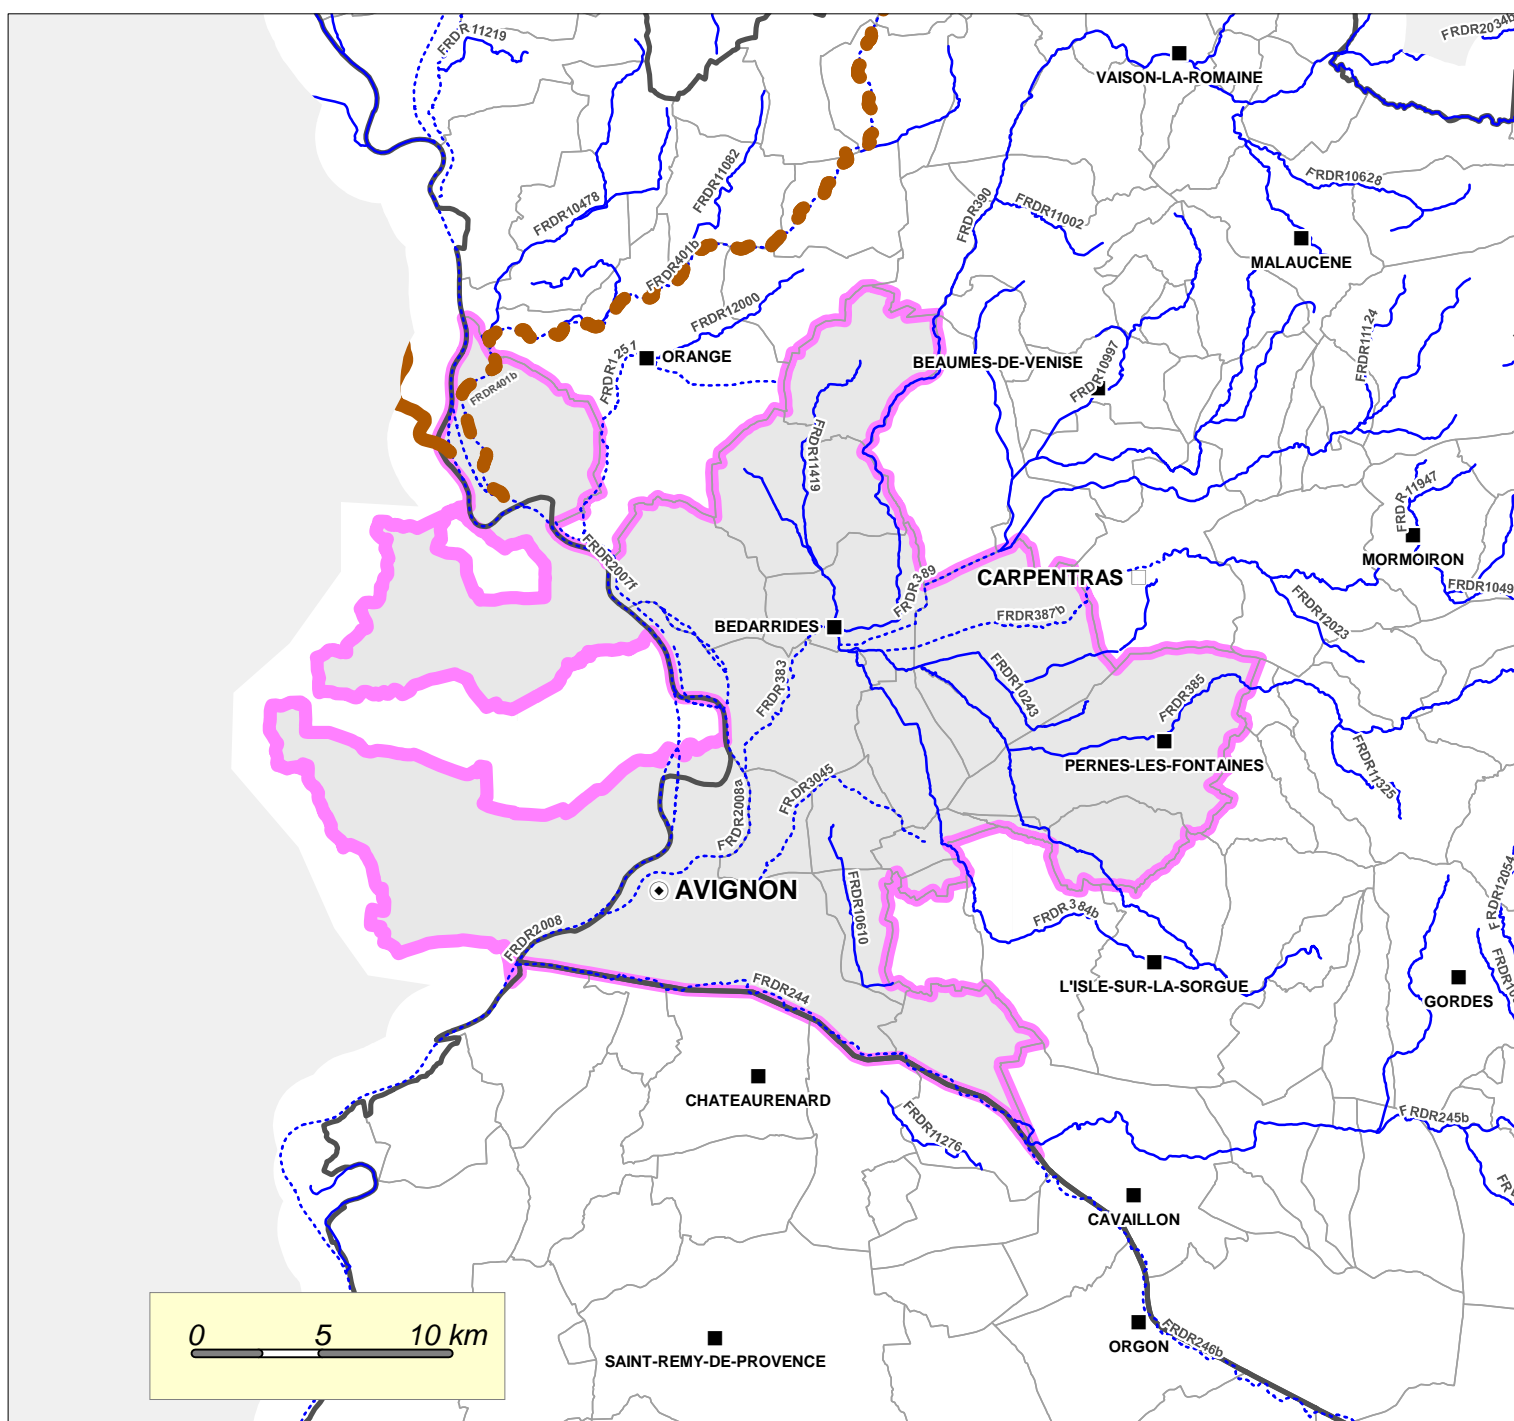 FRDR11219
FRDR2034b
VAISON-LA-ROMAINE
FRDR11082
FRDR10628
FRDR10478
FRDR390
FRDR11002
MALAUCENE
FRDR401b
FRDR12000
FRDR1251
ORANGE
BEAUMES-DE-VENISE
FRDR10997
FRDR11124
FRDR401b
FRDR11419
FRDR11947
MORMOIRON
FRDR2007f
FRDR389
CARPENTRAS
FRDR1049
BEDARRIDES
FRDR387b
FRDR12023
FRDR383
FRDR10243
FRDR385
PERNES-LES-FONTAINES
FRDR11325
FRDR2008a
FRDR3045
AVIGNON
FRDR10610
FRDR384b
FRDR12054
FRDR2008
L'ISLE-SUR-LA-SORGUE
GORDES
FRDR244
CHATEAURENARD
FRDR11276
FRDR245b
CAVAILLON
ORGON
FRDR246b
SAINT-REMY-DE-PROVENCE
0 5 10 km